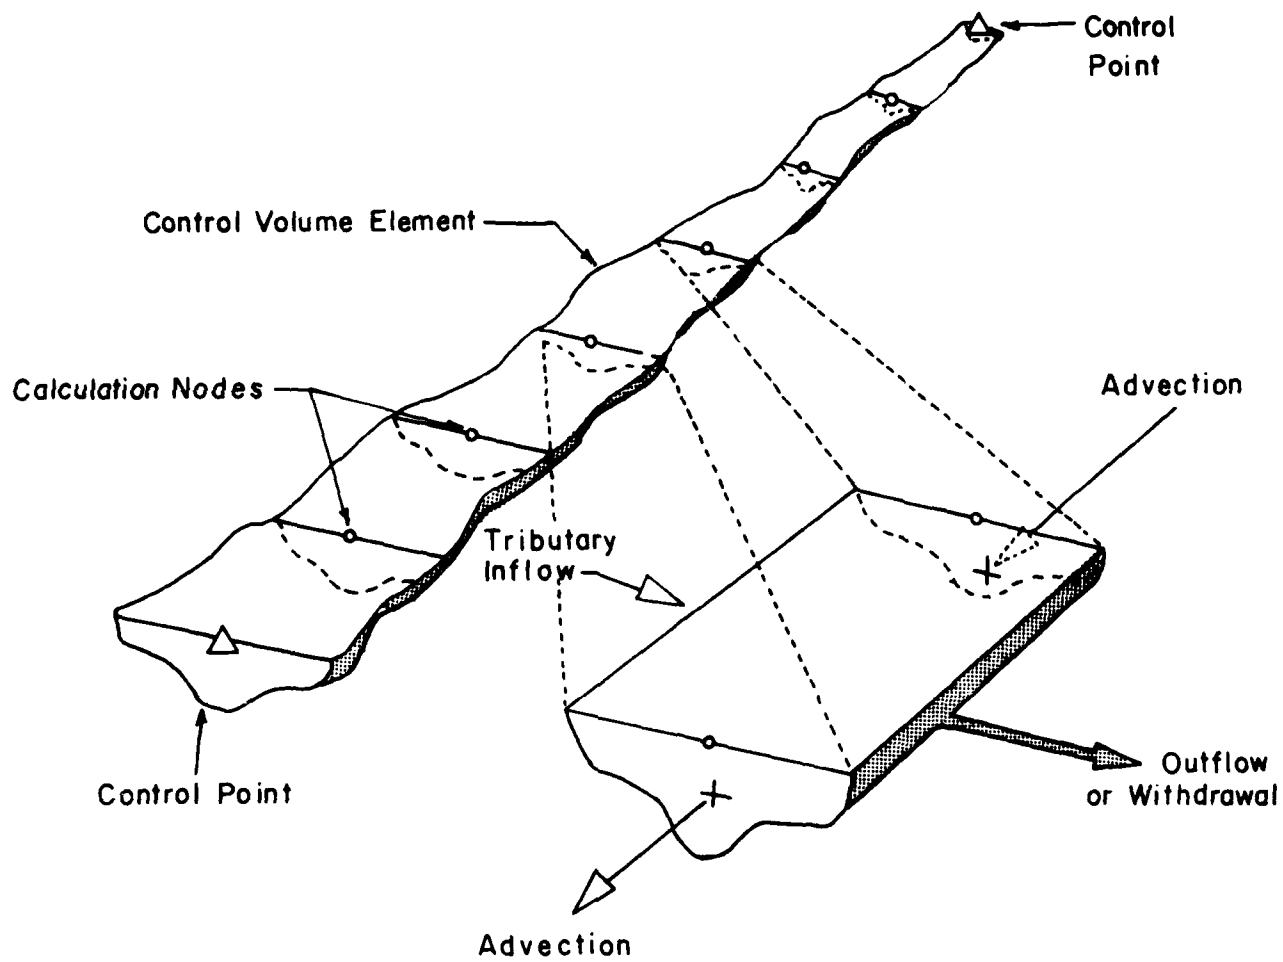 Control
Point
Control Volume Element
Calculation Nodes
Advection
Tributary
Inflow
Outflow
or Withdrawal
Control Point
Advection